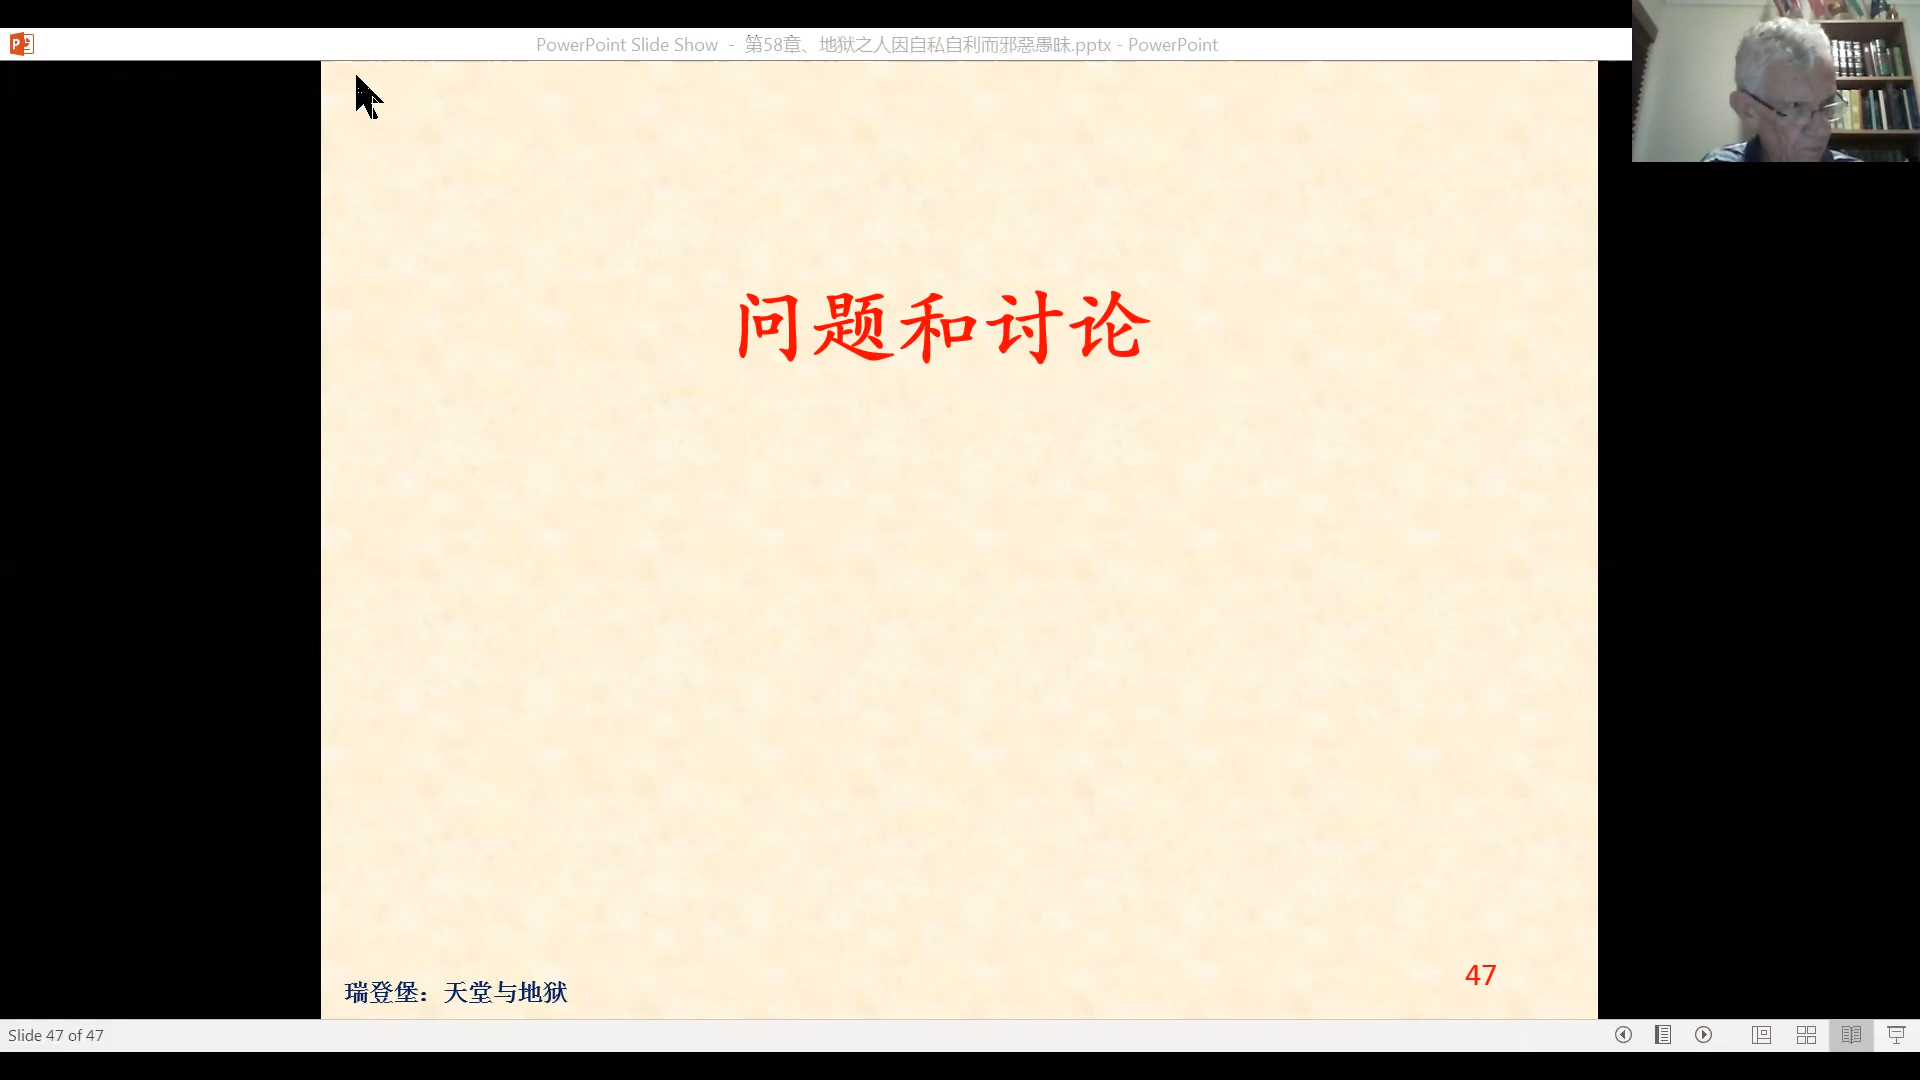 PowerPoint Slide Show - 第58章、地狱之人因自私自利而邪惡愚昧.pptx - PowerPoint
问题和讨论
瑞登堡：天堂与地狱
47
Slide 47 of 47